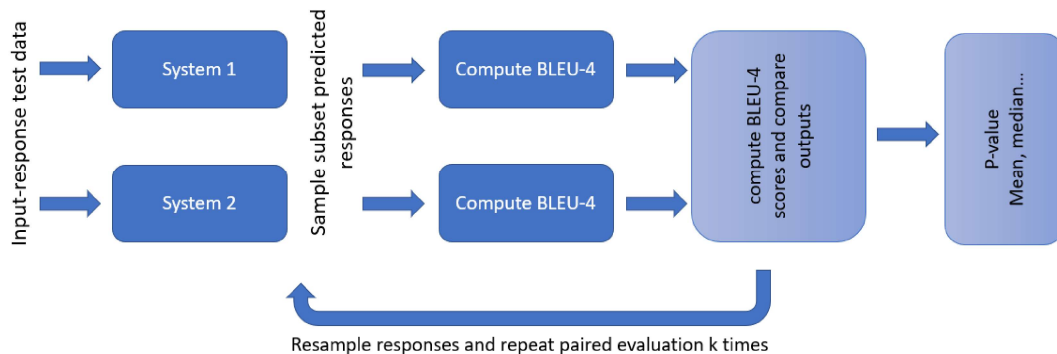 Input-response test data
System 1
System 2
Sample subset predicted
responses
Compute BLEU-4
Compute BLEU-4
compute BLEU-4
scores and compare
outputs
P-value
Mean, median...
Resample responses and repeat paired evaluation k times